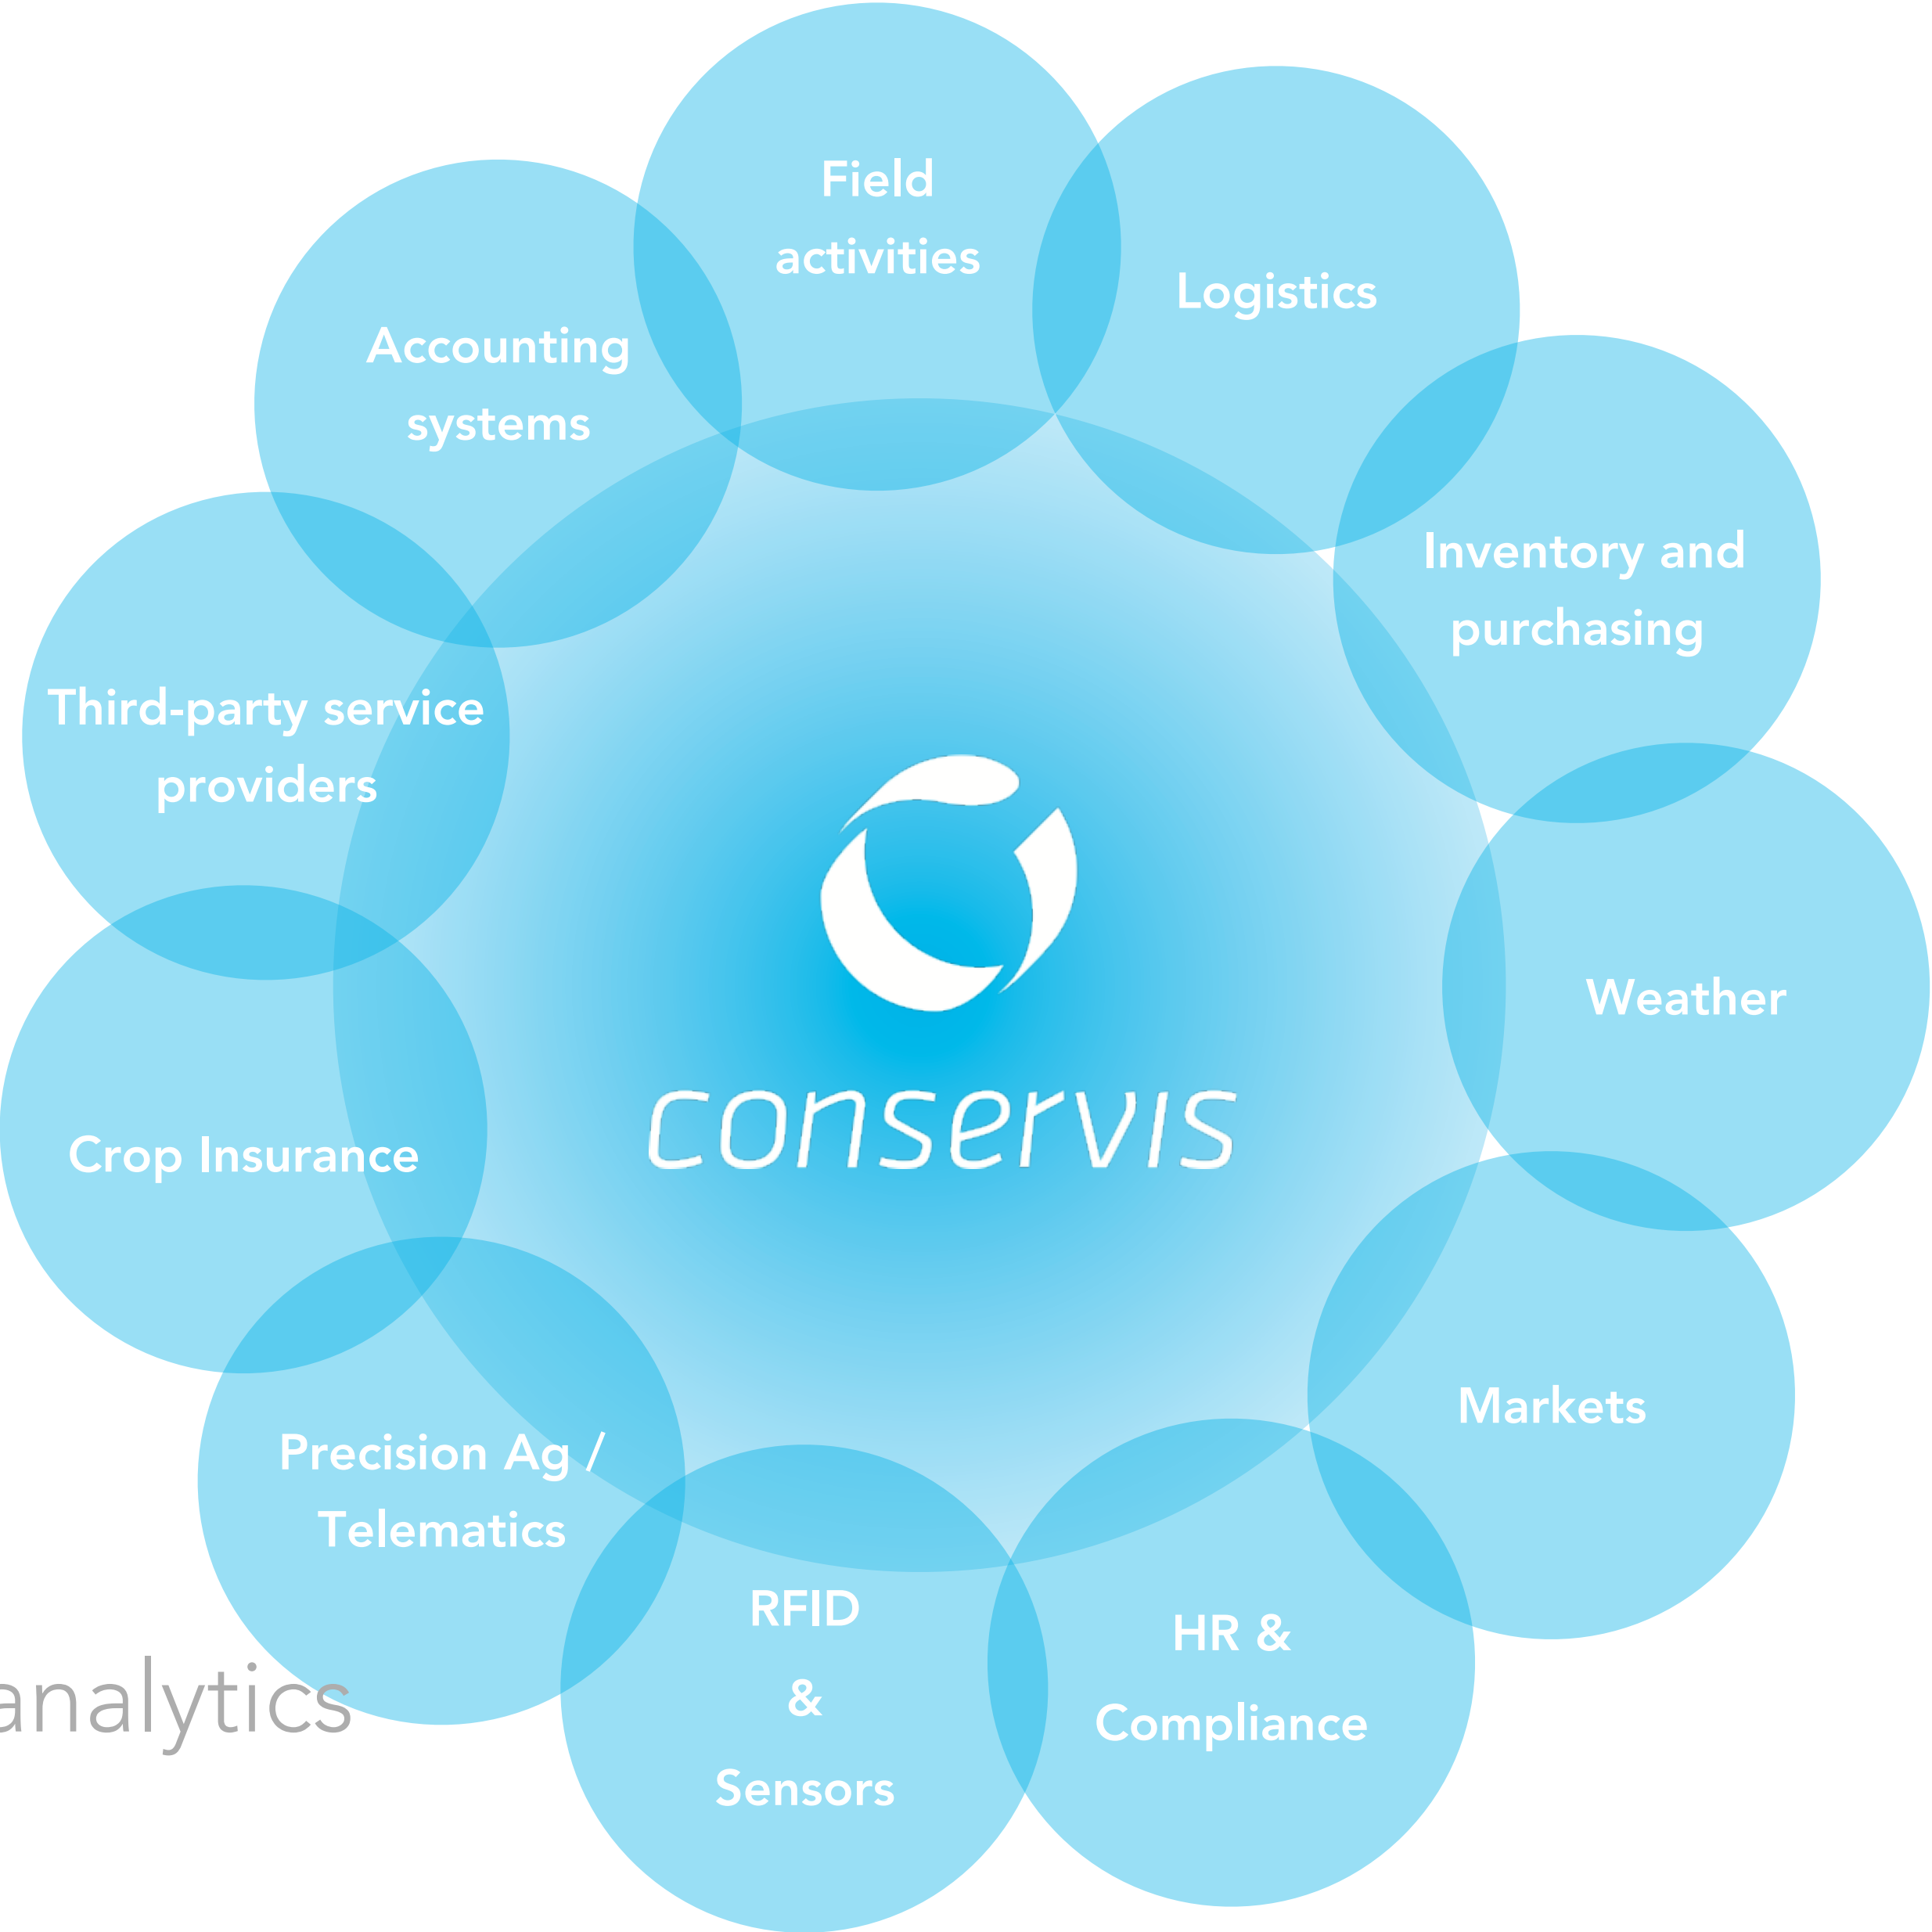 Field
activities
Logistics
Accounting
systems
Inventory and
purchasing
Third-party service
providers
Weather
conservis
Crop Insurance
Markets
Precision Ag /
Telematics
RFID
&
Sensors
HR &
Compliance
analytics